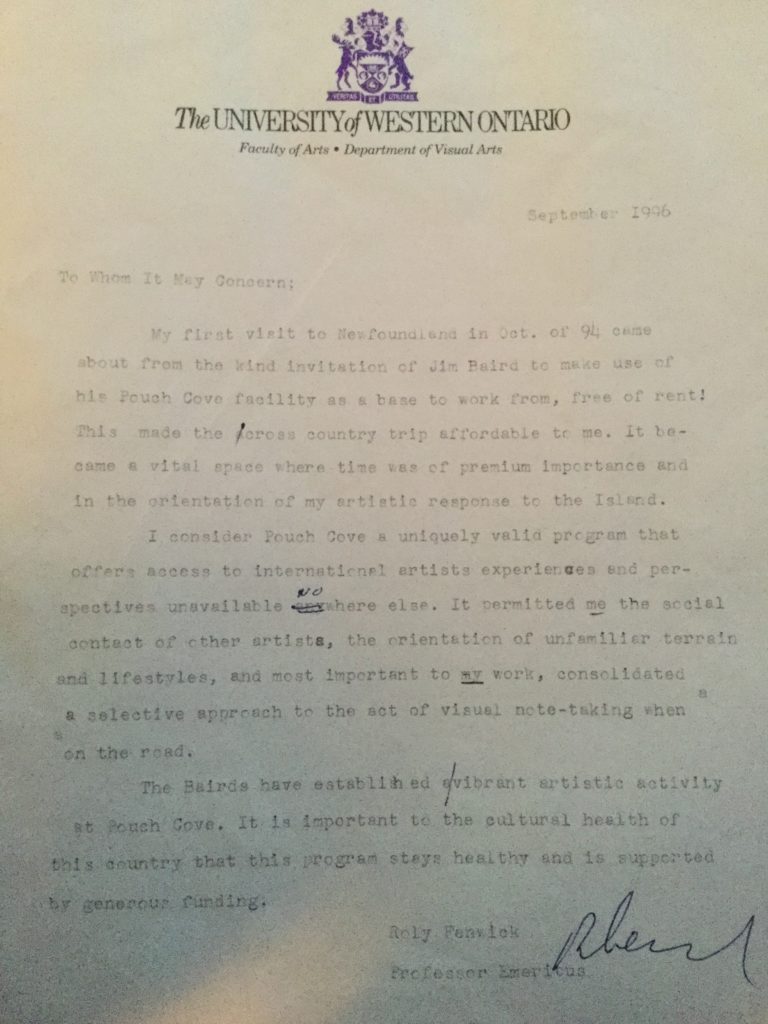 VERITAS ET UTILITAS
The UNIVERSITY of WESTERN ONTARIO
Faculty of Arts • Department of Visual Arts
September 1996
To Whom It May Concern;
My first visit to Newfoundland in Oct. of 94 came
about from the kind invitation of Jim Baird to make use of
his Pouch Cove facility as a base to work from, free of rent!
This made the cross country trip affordable to me. It be-
came a vital space where time was of premium importance and
in the orientation of my artistic response to the Island.
I consider Pouch Cove a uniquely valid program that
offers access to international artists experiences and per-
NO
spectives unavailable anywhere else. It permitted me the social
contact of other artists, the orientation of unfamiliar terrain
and lifestyles, and most important to my work, consolidated
a
a selective approach to the act of visual note-taking when
s
on the road.
The Bairds have established a vibrant artistic activity
at Pouch Cove. It is important to the cultural health of
this country that this program stays healthy and is supported
by generous funding.
Roly Fenwick
Professor Emeritus